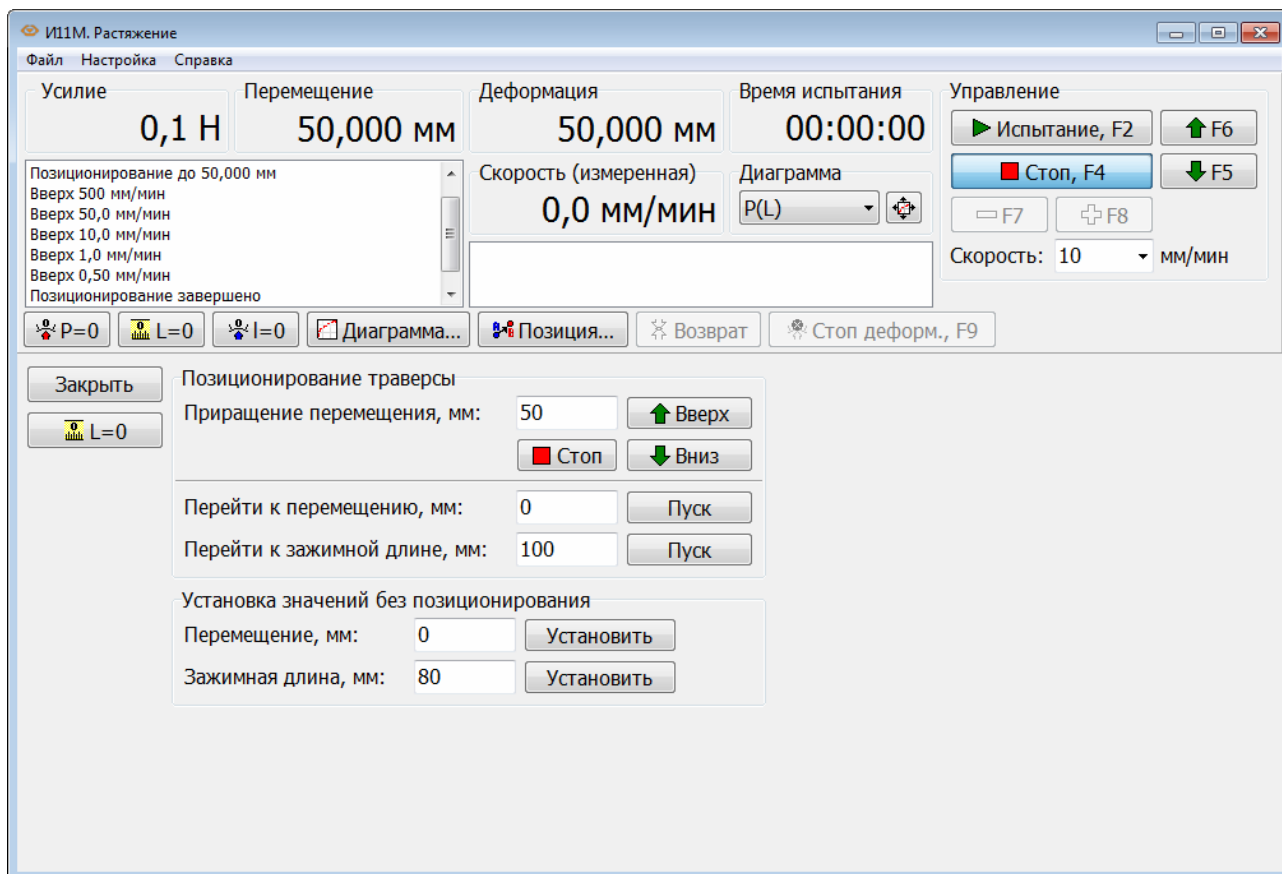 И11М. Растяжение
Файл Настройка Справка
Усилие
0,1 Н
Перемещение
50,000 мм
Деформация
50,000 мм
Время испытания
00:00:00
Управление
Испытание, F2
F6
Стоп, F4
F5
F7
F8
Скорость: 10 мм/мин
Позиционирование до 50,000 мм
Вверх 500 мм/мин
Вверх 50,0 мм/мин
Вверх 10,0 мм/мин
Вверх 1,0 мм/мин
Вверх 0,50 мм/мин
Позиционирование завершено
Скорость (измеренная)
0,0 мм/мин
Диаграмма
P(L)
P=0 L=0 l=0 Диаграмма... Позиция... Возврат Стоп деформ., F9
Закрыть
L=0
Позиционирование траверсы
Приращение перемещения, мм: 50 Вверх
Стоп Вниз
Перейти к перемещению, мм: 0 Пуск
Перейти к зажимной длине, мм: 100 Пуск
Установка значений без позиционирования
Перемещение, мм: 0 Установить
Зажимная длина, мм: 80 Установить